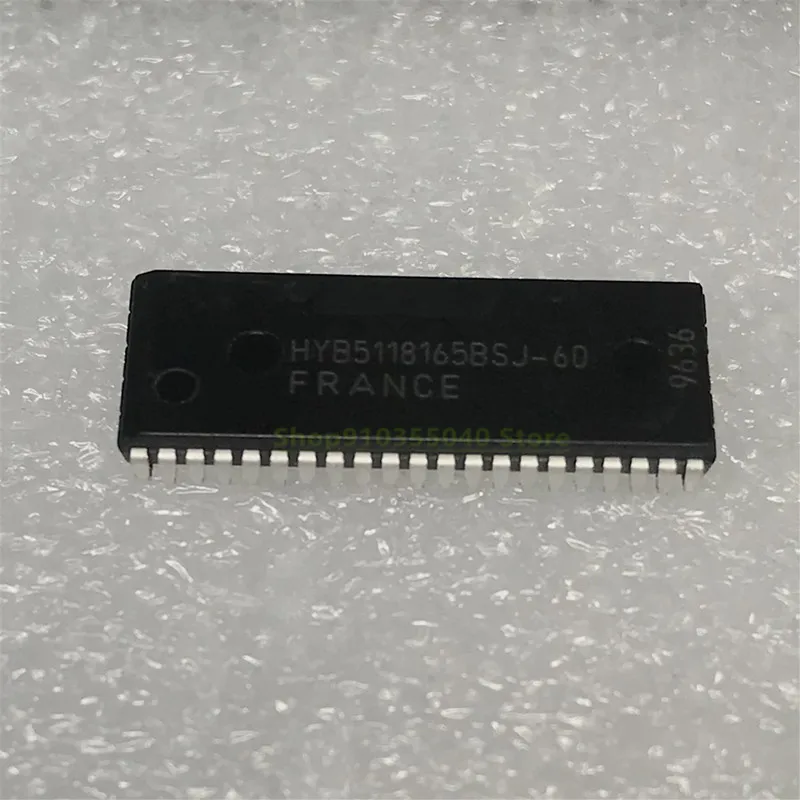 HYB5118165BSJ-60
FRANCE
9636
Shop910355040 Store